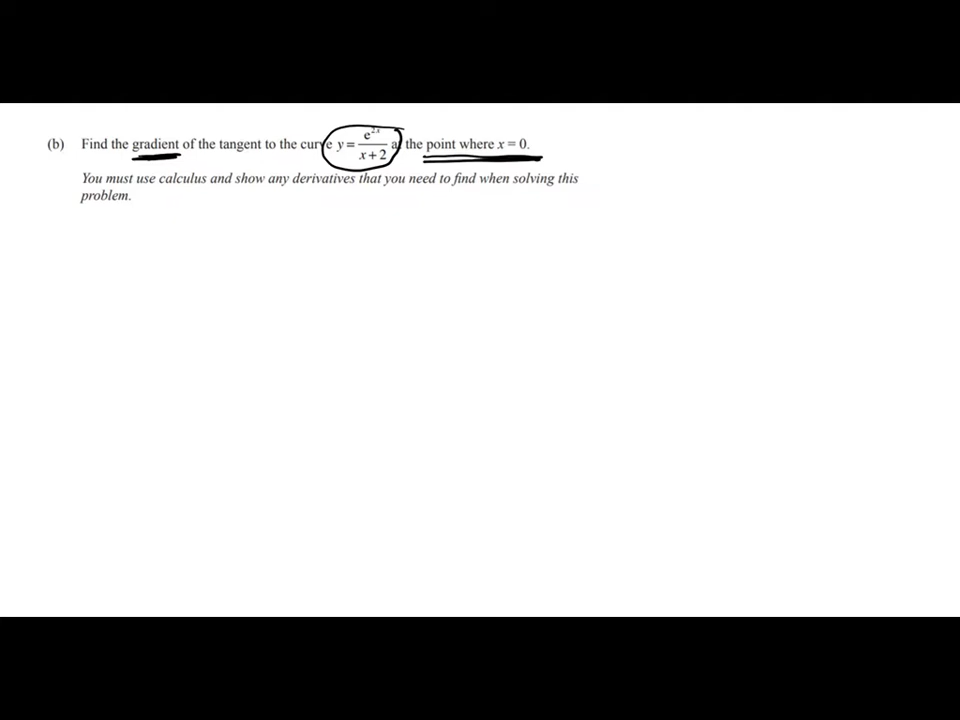 (b) Find the gradient of the tangent to the curve y = e^{2x}/(x + 2) at the point where x = 0.
You must use calculus and show any derivatives that you need to find when solving this
problem.